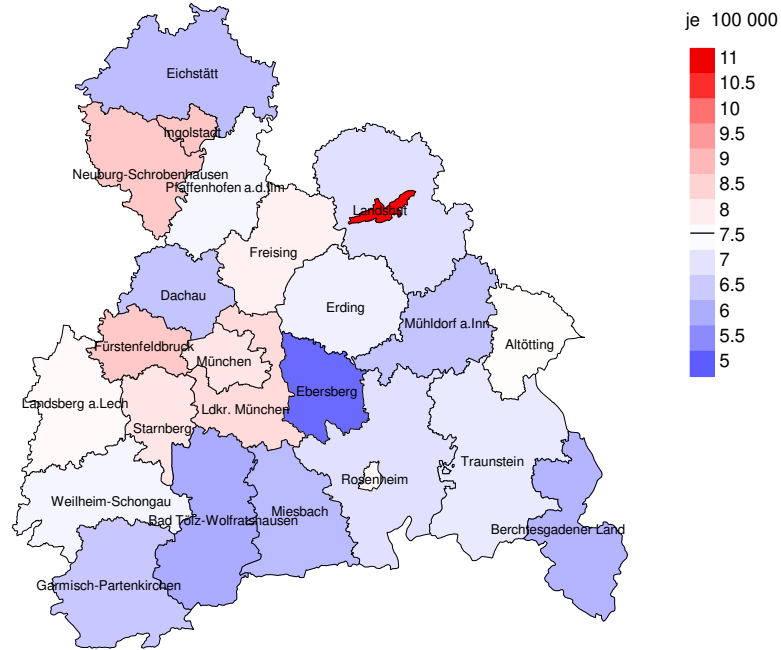 je 100 000
11
10.5
10
9.5
9
8.5
8
7.5
7
6.5
6
5.5
5
Eichstätt
Ingolstadt
Neuburg-Schrobenhausen
Pfaffenhofen a.d.Ilm
Landshut
Freising
Dachau
Erding
Mühldorf a.Inn
Altötting
Fürstenfeldbruck
München
Ebersberg
Landsberg a.Lech
Ldkr. München
Starnberg
Traunstein
Rosenheim
Weilheim-Schongau
Miesbach
Bad Tölz-Wolfratshausen
Berchtesgadener Land
Garmisch-Partenkirchen